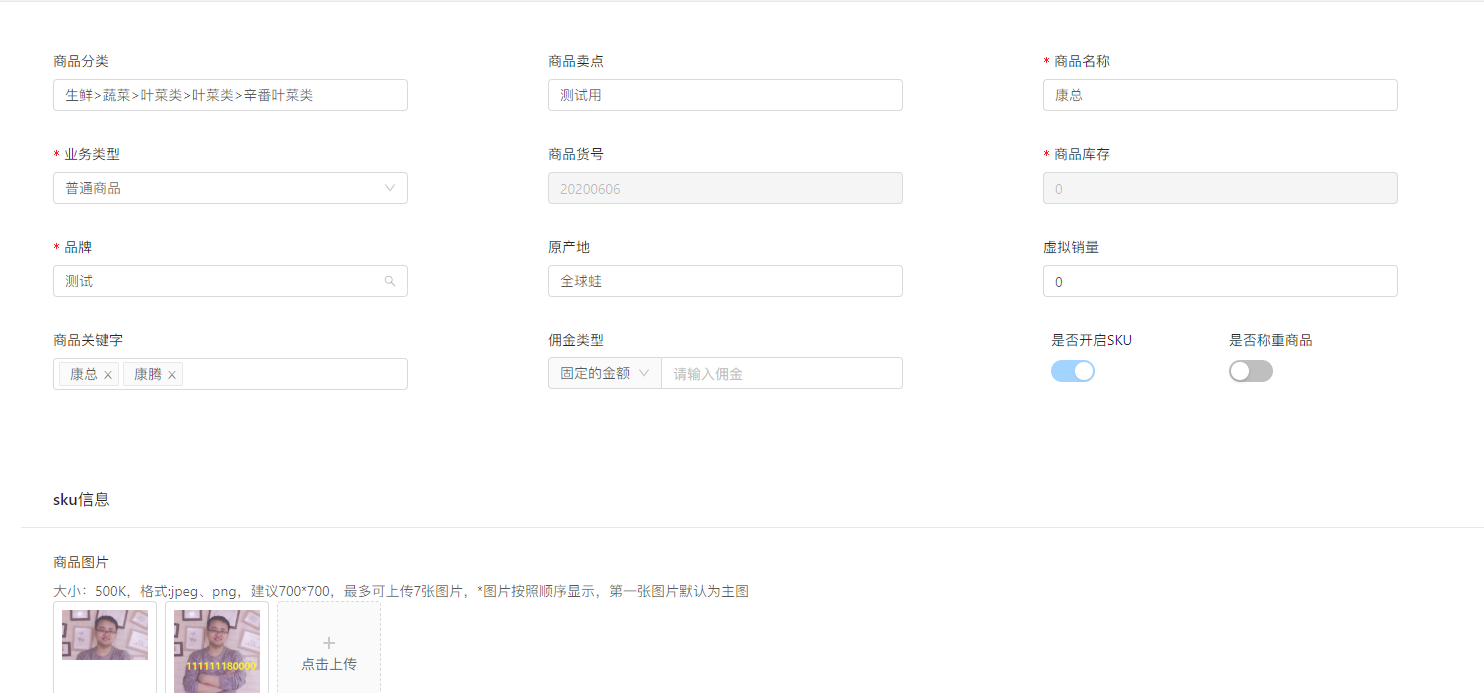 商品分类 商品卖点 * 商品名称
生鲜>蔬菜>叶菜类>叶菜类>辛番叶菜类 测试用 康总
* 业务类型 商品货号 * 商品库存
普通商品 20200606 0
* 品牌 原产地 虚拟销量
测试 全球蛙 0
商品关键字 佣金类型 是否开启SKU 是否称重商品
康总 × 康腾 × 固定的金额 请输入佣金
sku信息
商品图片
大小：500K，格式:jpeg、png，建议700*700，最多可上传7张图片，*图片按照顺序显示，第一张图片默认为主图
111111180000
点击上传